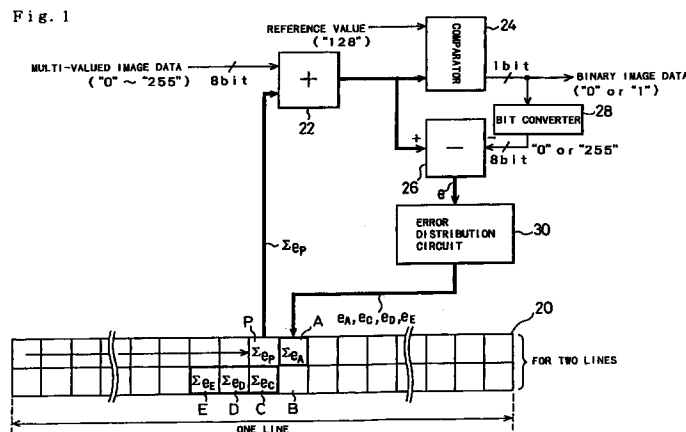 Fig. 1
REFERENCE VALUE
("128")
24
COMPARATOR
MULTI-VALUED IMAGE DATA
("0" ~ "255")
8bit
+
22
1bit
BINARY IMAGE DATA
("0" or "1")
BIT CONVERTER
28
+
−
−
8bit
"0" or "255"
26
e
ERROR
DISTRIBUTION
CIRCUIT
30
Σep
eA, eC, eD, eE
P
A
20
Σep
ΣeA
FOR TWO LINES
ΣeE
ΣeD
ΣeC
E
D
C
B
ONE LINE